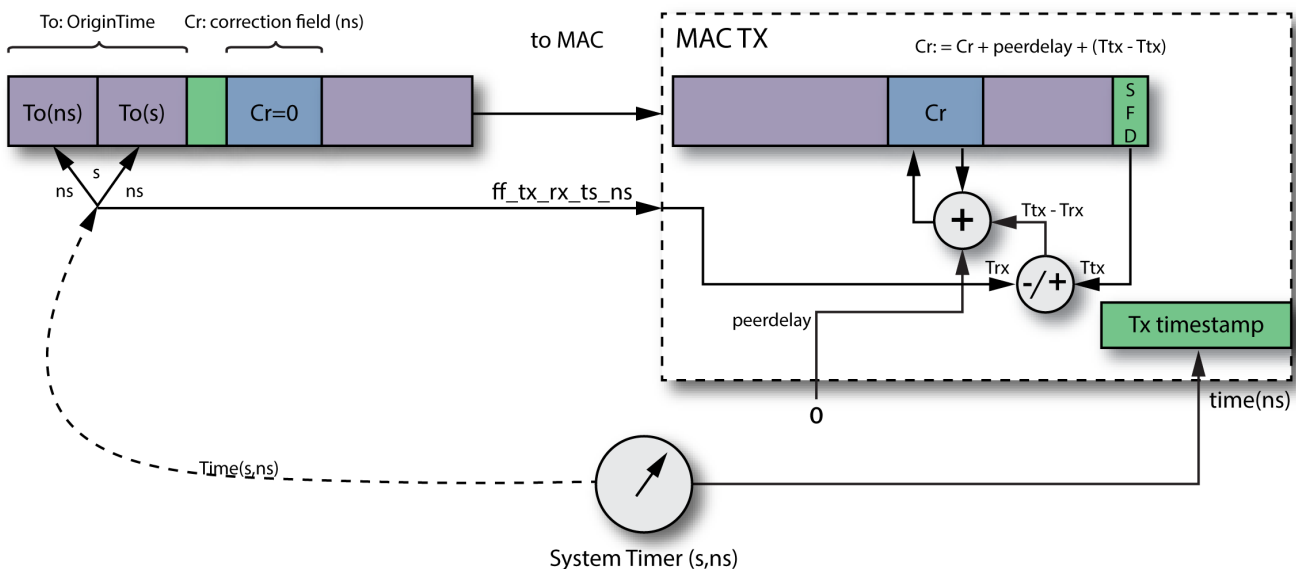 To: OriginTime
Cr: correction field (ns)
to MAC
MAC TX
Cr: = Cr + peerdelay + (Ttx - Ttx)
To(ns)
To(s)
Cr=0
Cr
S
F
D
s
ns
ns
ff_tx_rx_ts_ns
+
Ttx - Trx
Trx
Ttx
-/+
peerdelay
Tx timestamp
0
time(ns)
Time(s,ns)
System Timer (s,ns)